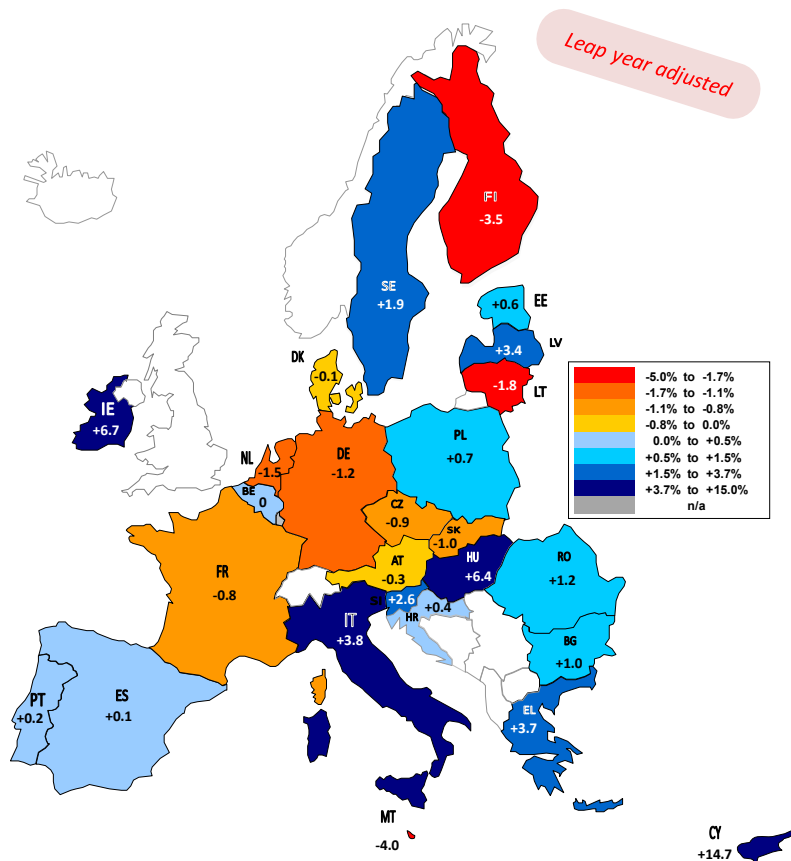 Leap year adjusted
FI
-3.5
SE
+1.9
+0.6
EE
LV
+3.4
DK
-0.1
-1.8
LT
-5.0% to -1.7%
-1.7% to -1.1%
-1.1% to -0.8%
-0.8% to 0.0%
0.0% to +0.5%
+0.5% to +1.5%
+1.5% to +3.7%
+3.7% to +15.0%
n/a
IE
+6.7
PL
+0.7
NL
-1.5
DE
-1.2
BE
0
CZ
-0.9
SK
-1.0
FR
-0.8
AT
-0.3
HU
+6.4
RO
+1.2
SI
+2.6
+0.4
HR
IT
+3.8
BG
+1.0
PT
+0.2
ES
+0.1
EL
+3.7
MT
-4.0
CY
+14.7